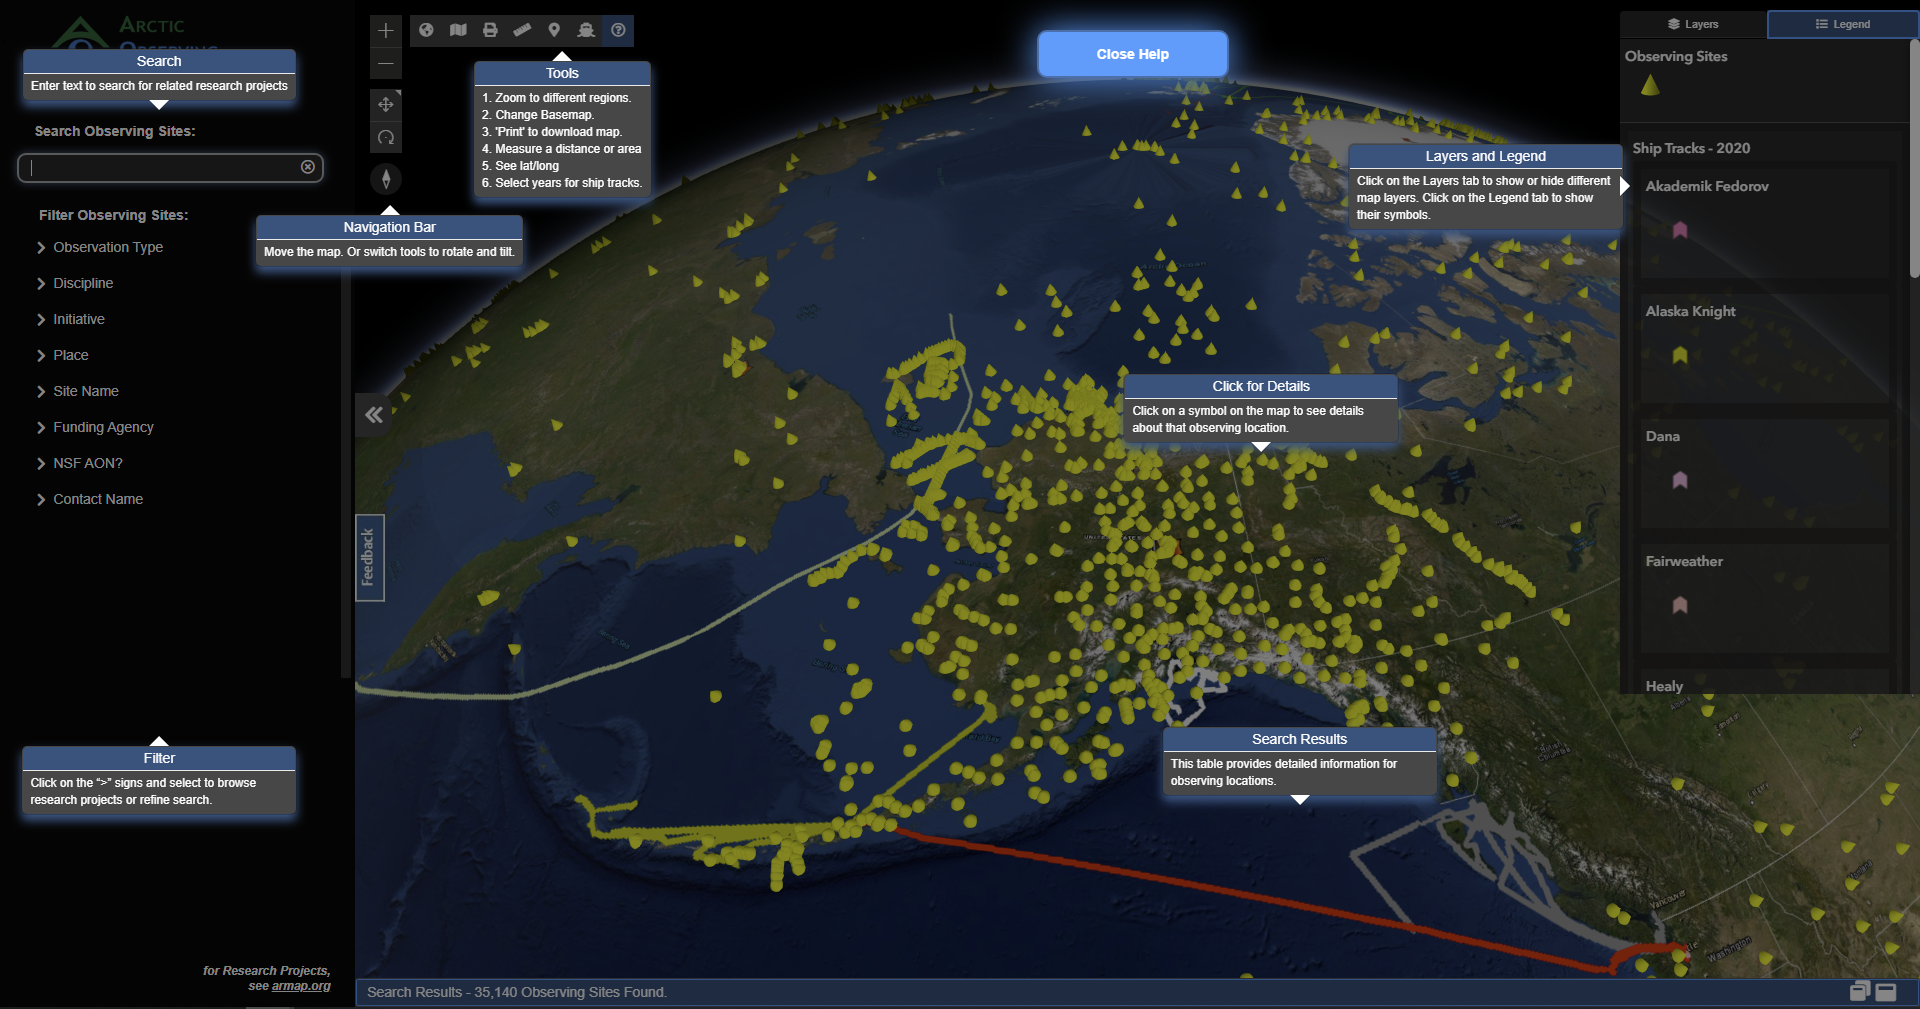 ARCTIC
OBSERVING
Search
Enter text to search for related research projects
Search Observing Sites:
Filter Observing Sites:
Observation Type
Discipline
Initiative
Place
Site Name
Funding Agency
NSF AON?
Contact Name
Filter
Click on the “>” signs and select to browse
research projects or refine search.
for Research Projects,
see armap.org
Tools
1. Zoom to different regions.
2. Change Basemap.
3. 'Print' to download map.
4. Measure a distance or area
5. See lat/long
6. Select years for ship tracks.
Navigation Bar
Move the map. Or switch tools to rotate and tilt.
Feedback
Close Help
Click for Details
Click on a symbol on the map to see details
about that observing location.
UNITED STATES
Search Results
This table provides detailed information for
observing locations.
Vancouver
Washington
Layers and Legend
Click on the Layers tab to show or hide different
map layers. Click on the Legend tab to show
their symbols.
Layers
Legend
Observing Sites
Ship Tracks - 2020
Akademik Fedorov
Alaska Knight
Dana
Fairweather
Healy
Search Results - 35,140 Observing Sites Found.